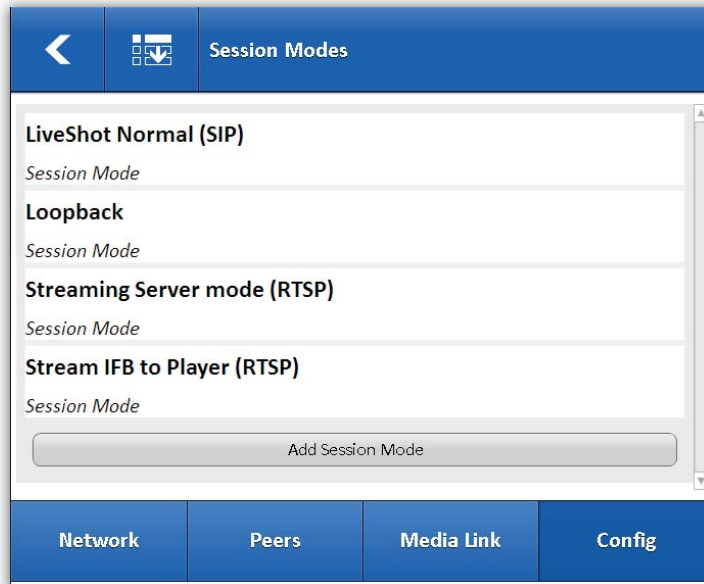 Session Modes
LiveShot Normal (SIP)
Session Mode
Loopback
Session Mode
Streaming Server mode (RTSP)
Session Mode
Stream IFB to Player (RTSP)
Session Mode
Add Session Mode
Network Peers Media Link Config